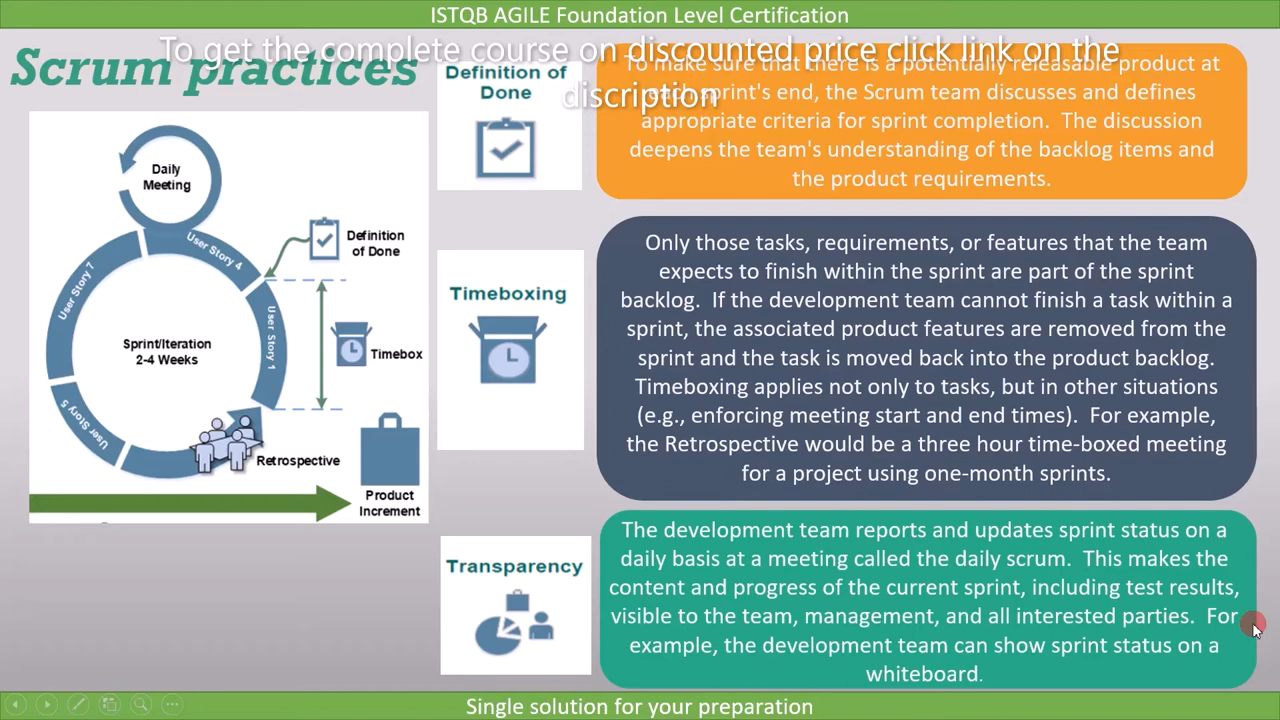 ISTQB AGILE Foundation Level Certification
To get the complete course on discounted price click link on the
discription
Scrum practices
Daily
Meeting
User Story 4
User Story 7
User Story 1
User Story 5
Sprint/Iteration
2-4 Weeks
Definition
of Done
Timebox
Retrospective
Product
Increment
Definition of
Done
To make sure that there is a potentially releasable product at
each sprint's end, the Scrum team discusses and defines
appropriate criteria for sprint completion. The discussion
deepens the team's understanding of the backlog items and
the product requirements.
Timeboxing
Only those tasks, requirements, or features that the team
expects to finish within the sprint are part of the sprint
backlog. If the development team cannot finish a task within a
sprint, the associated product features are removed from the
sprint and the task is moved back into the product backlog.
Timeboxing applies not only to tasks, but in other situations
(e.g., enforcing meeting start and end times). For example,
the Retrospective would be a three hour time-boxed meeting
for a project using one-month sprints.
Transparency
The development team reports and updates sprint status on a
daily basis at a meeting called the daily scrum. This makes the
content and progress of the current sprint, including test results,
visible to the team, management, and all interested parties. For
example, the development team can show sprint status on a
whiteboard.
Single solution for your preparation